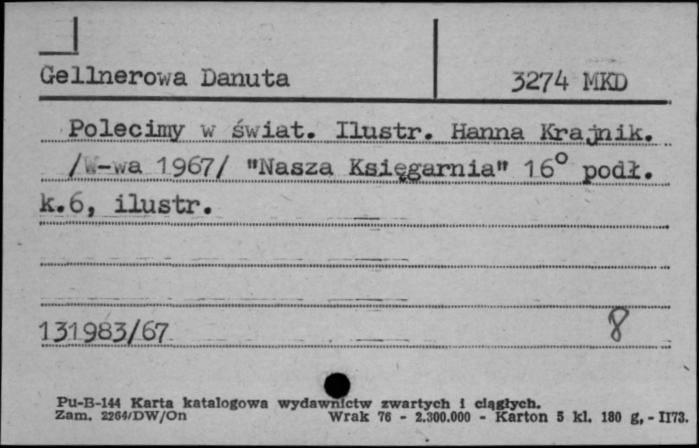 Gellnerowa Danuta 3274 MKD
Polecimy w świat. Ilustr. Hanna Krajnik.
/W-wa 1967/ "Nasza Księgarnia" 16° podł.
k.6, ilustr.
131983/67 8
Pu-B-144 Karta katalogowa wydawnictw zwartych i ciągłych.
Zam. 2264/DW/On Wrak 76 - 2.300.000 - Karton 5 kl. 180 g, - II73.